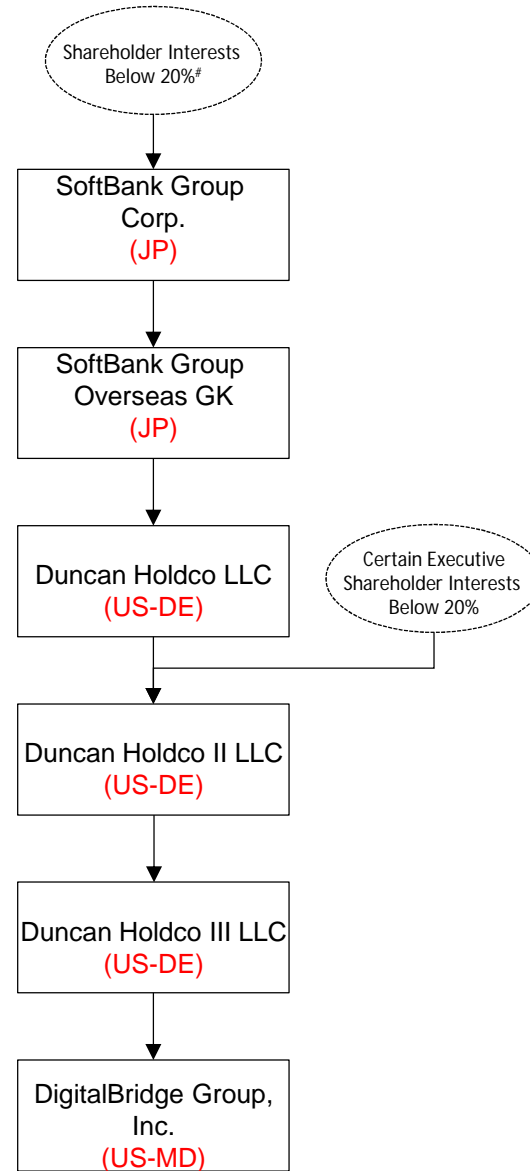 Shareholder Interests
Below 20%#
SoftBank Group
Corp.
(JP)
SoftBank Group
Overseas GK
(JP)
Duncan Holdco LLC
(US-DE)
Certain Executive
Shareholder Interests
Below 20%
Duncan Holdco II LLC
(US-DE)
Duncan Holdco III LLC
(US-DE)
DigitalBridge Group,
Inc.
(US-MD)